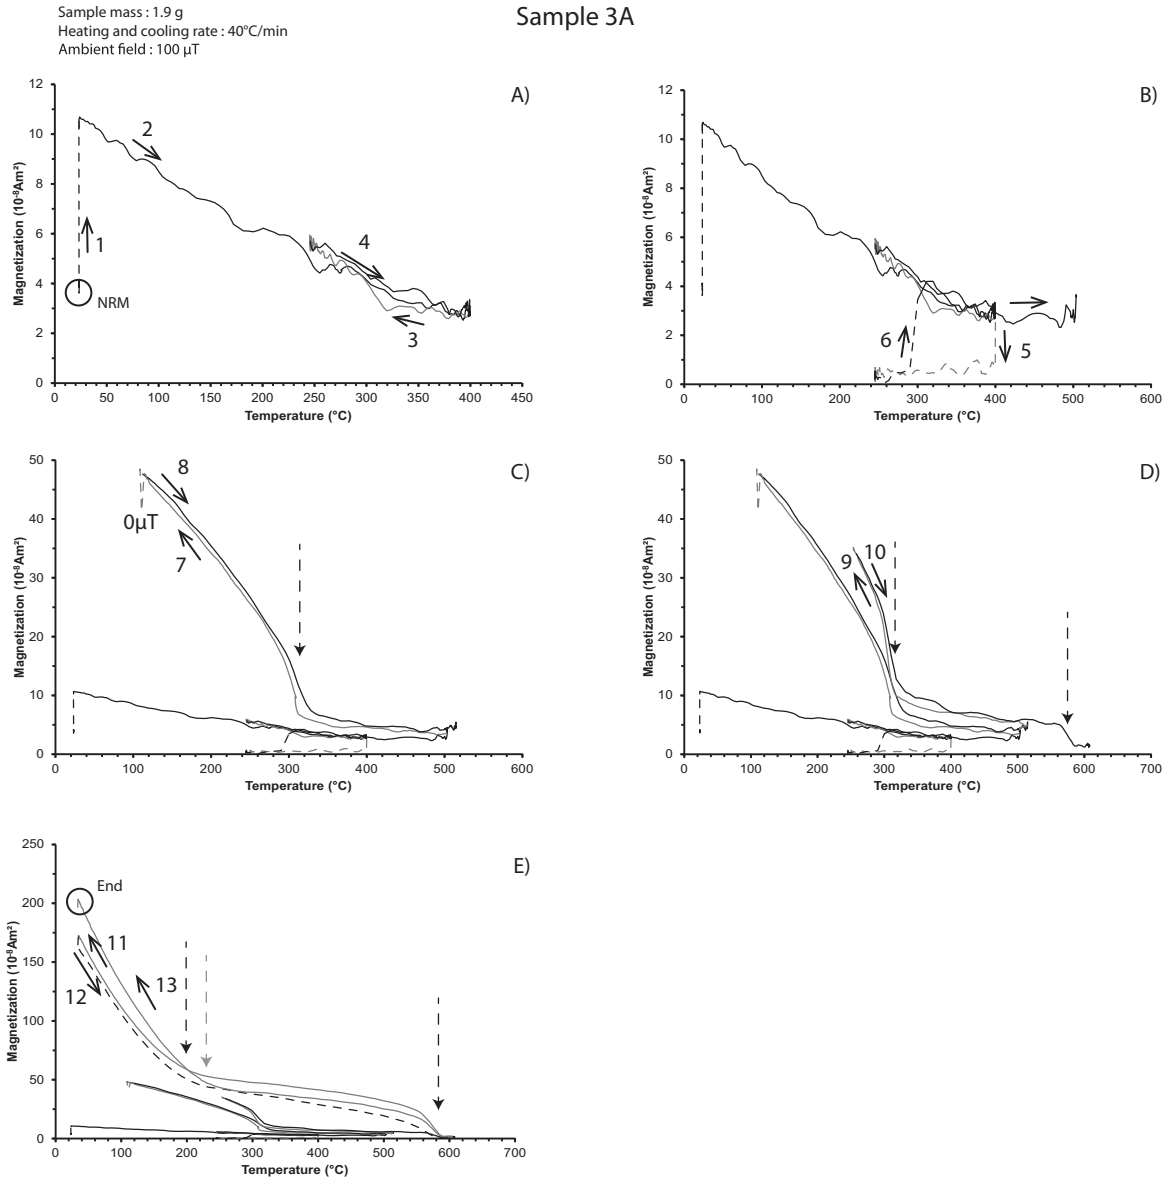 Sample mass : 1.9 g
Heating and cooling rate : 40°C/min
Ambient field : 100 µT
Sample 3A
A)
Magnetization (10⁻⁸Am²)
12
10
8
6
4
2
0
1
2
3
4
NRM
0 50 100 150 200 250 300 350 400 450
Temperature (°C)
B)
Magnetization (10⁻⁸Am²)
12
10
8
6
4
2
0
6
5
0 100 200 300 400 500 600
Temperature (°C)
C)
Magnetization (10⁻⁸Am²)
50
40
30
20
10
0
8
0µT
7
0 100 200 300 400 500 600
Temperature (°C)
D)
Magnetization (10⁻⁸Am²)
50
40
30
20
10
0
9 10
0 100 200 300 400 500 600 700
Temperature (°C)
E)
Magnetization (10⁻⁸Am²)
250
200
150
100
50
0
End
11
12
13
0 100 200 300 400 500 600 700
Temperature (°C)